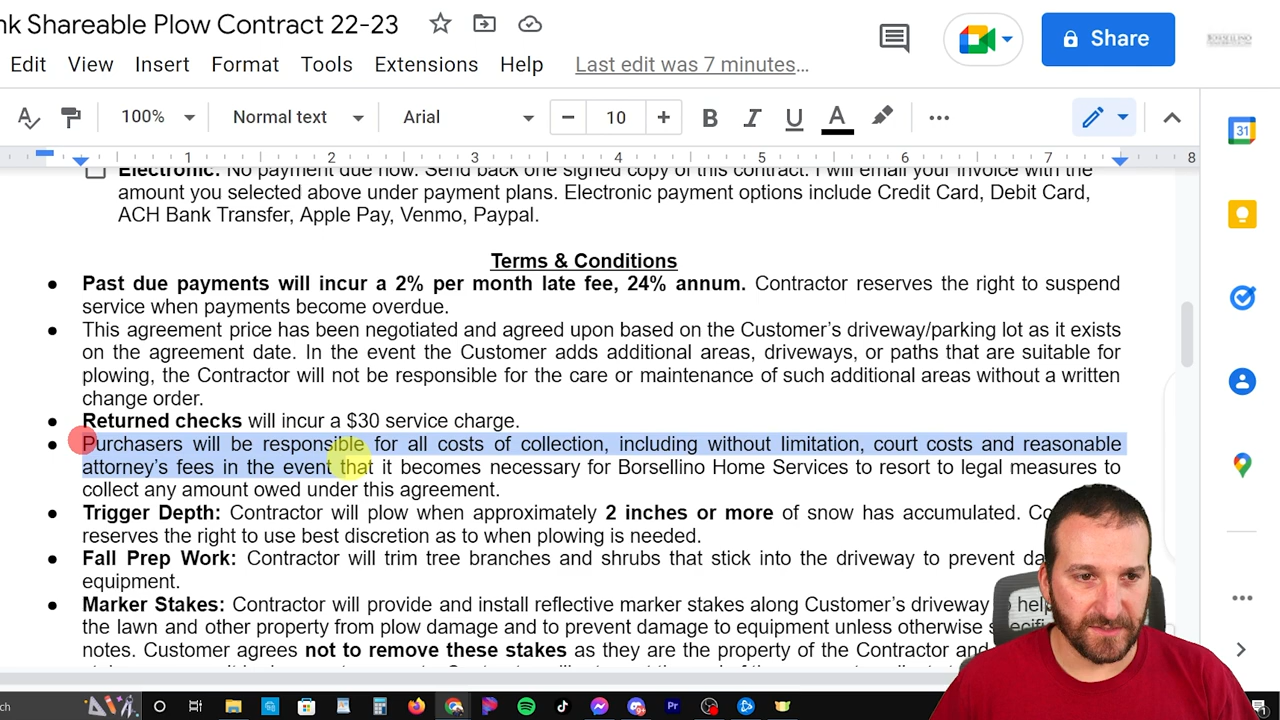 nk Shareable Plow Contract 22-23
Share
Edit View Insert Format Tools Extensions Help Last edit was 7 minutes...
100% Normal text Arial 10 B I U A
1 2 3 4 5 6 7 8
31
Electronic: No payment due now. Send back one signed copy of this contract. I will email your invoice with the
amount you selected above under payment plans. Electronic payment options include Credit Card, Debit Card,
ACH Bank Transfer, Apple Pay, Venmo, Paypal.
Terms & Conditions
● Past due payments will incur a 2% per month late fee, 24% annum. Contractor reserves the right to suspend
service when payments become overdue.
● This agreement price has been negotiated and agreed upon based on the Customer's driveway/parking lot as it exists
on the agreement date. In the event the Customer adds additional areas, driveways, or paths that are suitable for
plowing, the Contractor will not be responsible for the care or maintenance of such additional areas without a written
change order.
● Returned checks will incur a $30 service charge.
● Purchasers will be responsible for all costs of collection, including without limitation, court costs and reasonable
attorney's fees in the event that it becomes necessary for Borsellino Home Services to resort to legal measures to
collect any amount owed under this agreement.
● Trigger Depth: Contractor will plow when approximately 2 inches or more of snow has accumulated.
reserves the right to use best discretion as to when plowing is needed.
● Fall Prep Work: Contractor will trim tree branches and shrubs that stick into the driveway to prevent
equipment.
● Marker Stakes: Contractor will provide and install reflective marker stakes along Customer's driveway
the lawn and other property from plow damage and to prevent damage to equipment unless otherwise
notes. Customer agrees not to remove these stakes as they are the property of the Contractor and
ch
Pr